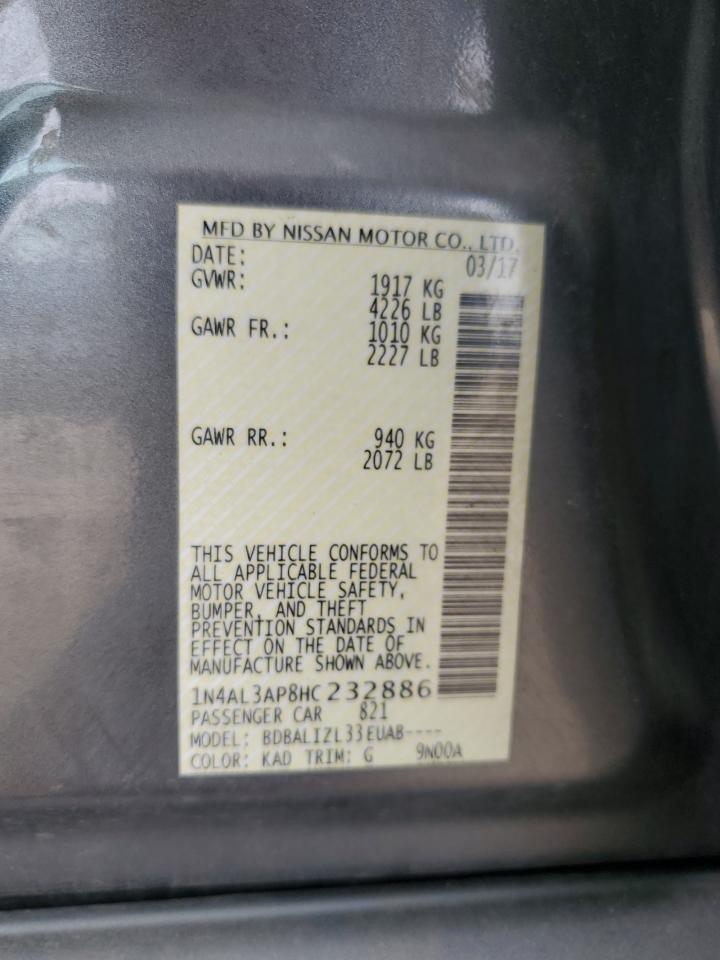 MFD BY NISSAN MOTOR CO., LTD.
DATE: 03/17
GVWR: 1917 KG
4226 LB
GAWR FR.: 1010 KG
2227 LB
GAWR RR.: 940 KG
2072 LB
THIS VEHICLE CONFORMS TO
ALL APPLICABLE FEDERAL
MOTOR VEHICLE SAFETY,
BUMPER, AND THEFT
PREVENTION STANDARDS IN
EFFECT ON THE DATE OF
MANUFACTURE SHOWN ABOVE.
1N4AL3AP8HC232886
PASSENGER CAR 821
MODEL: BDBALIZL33EUAB----
COLOR: KAD TRIM: G 9N00A